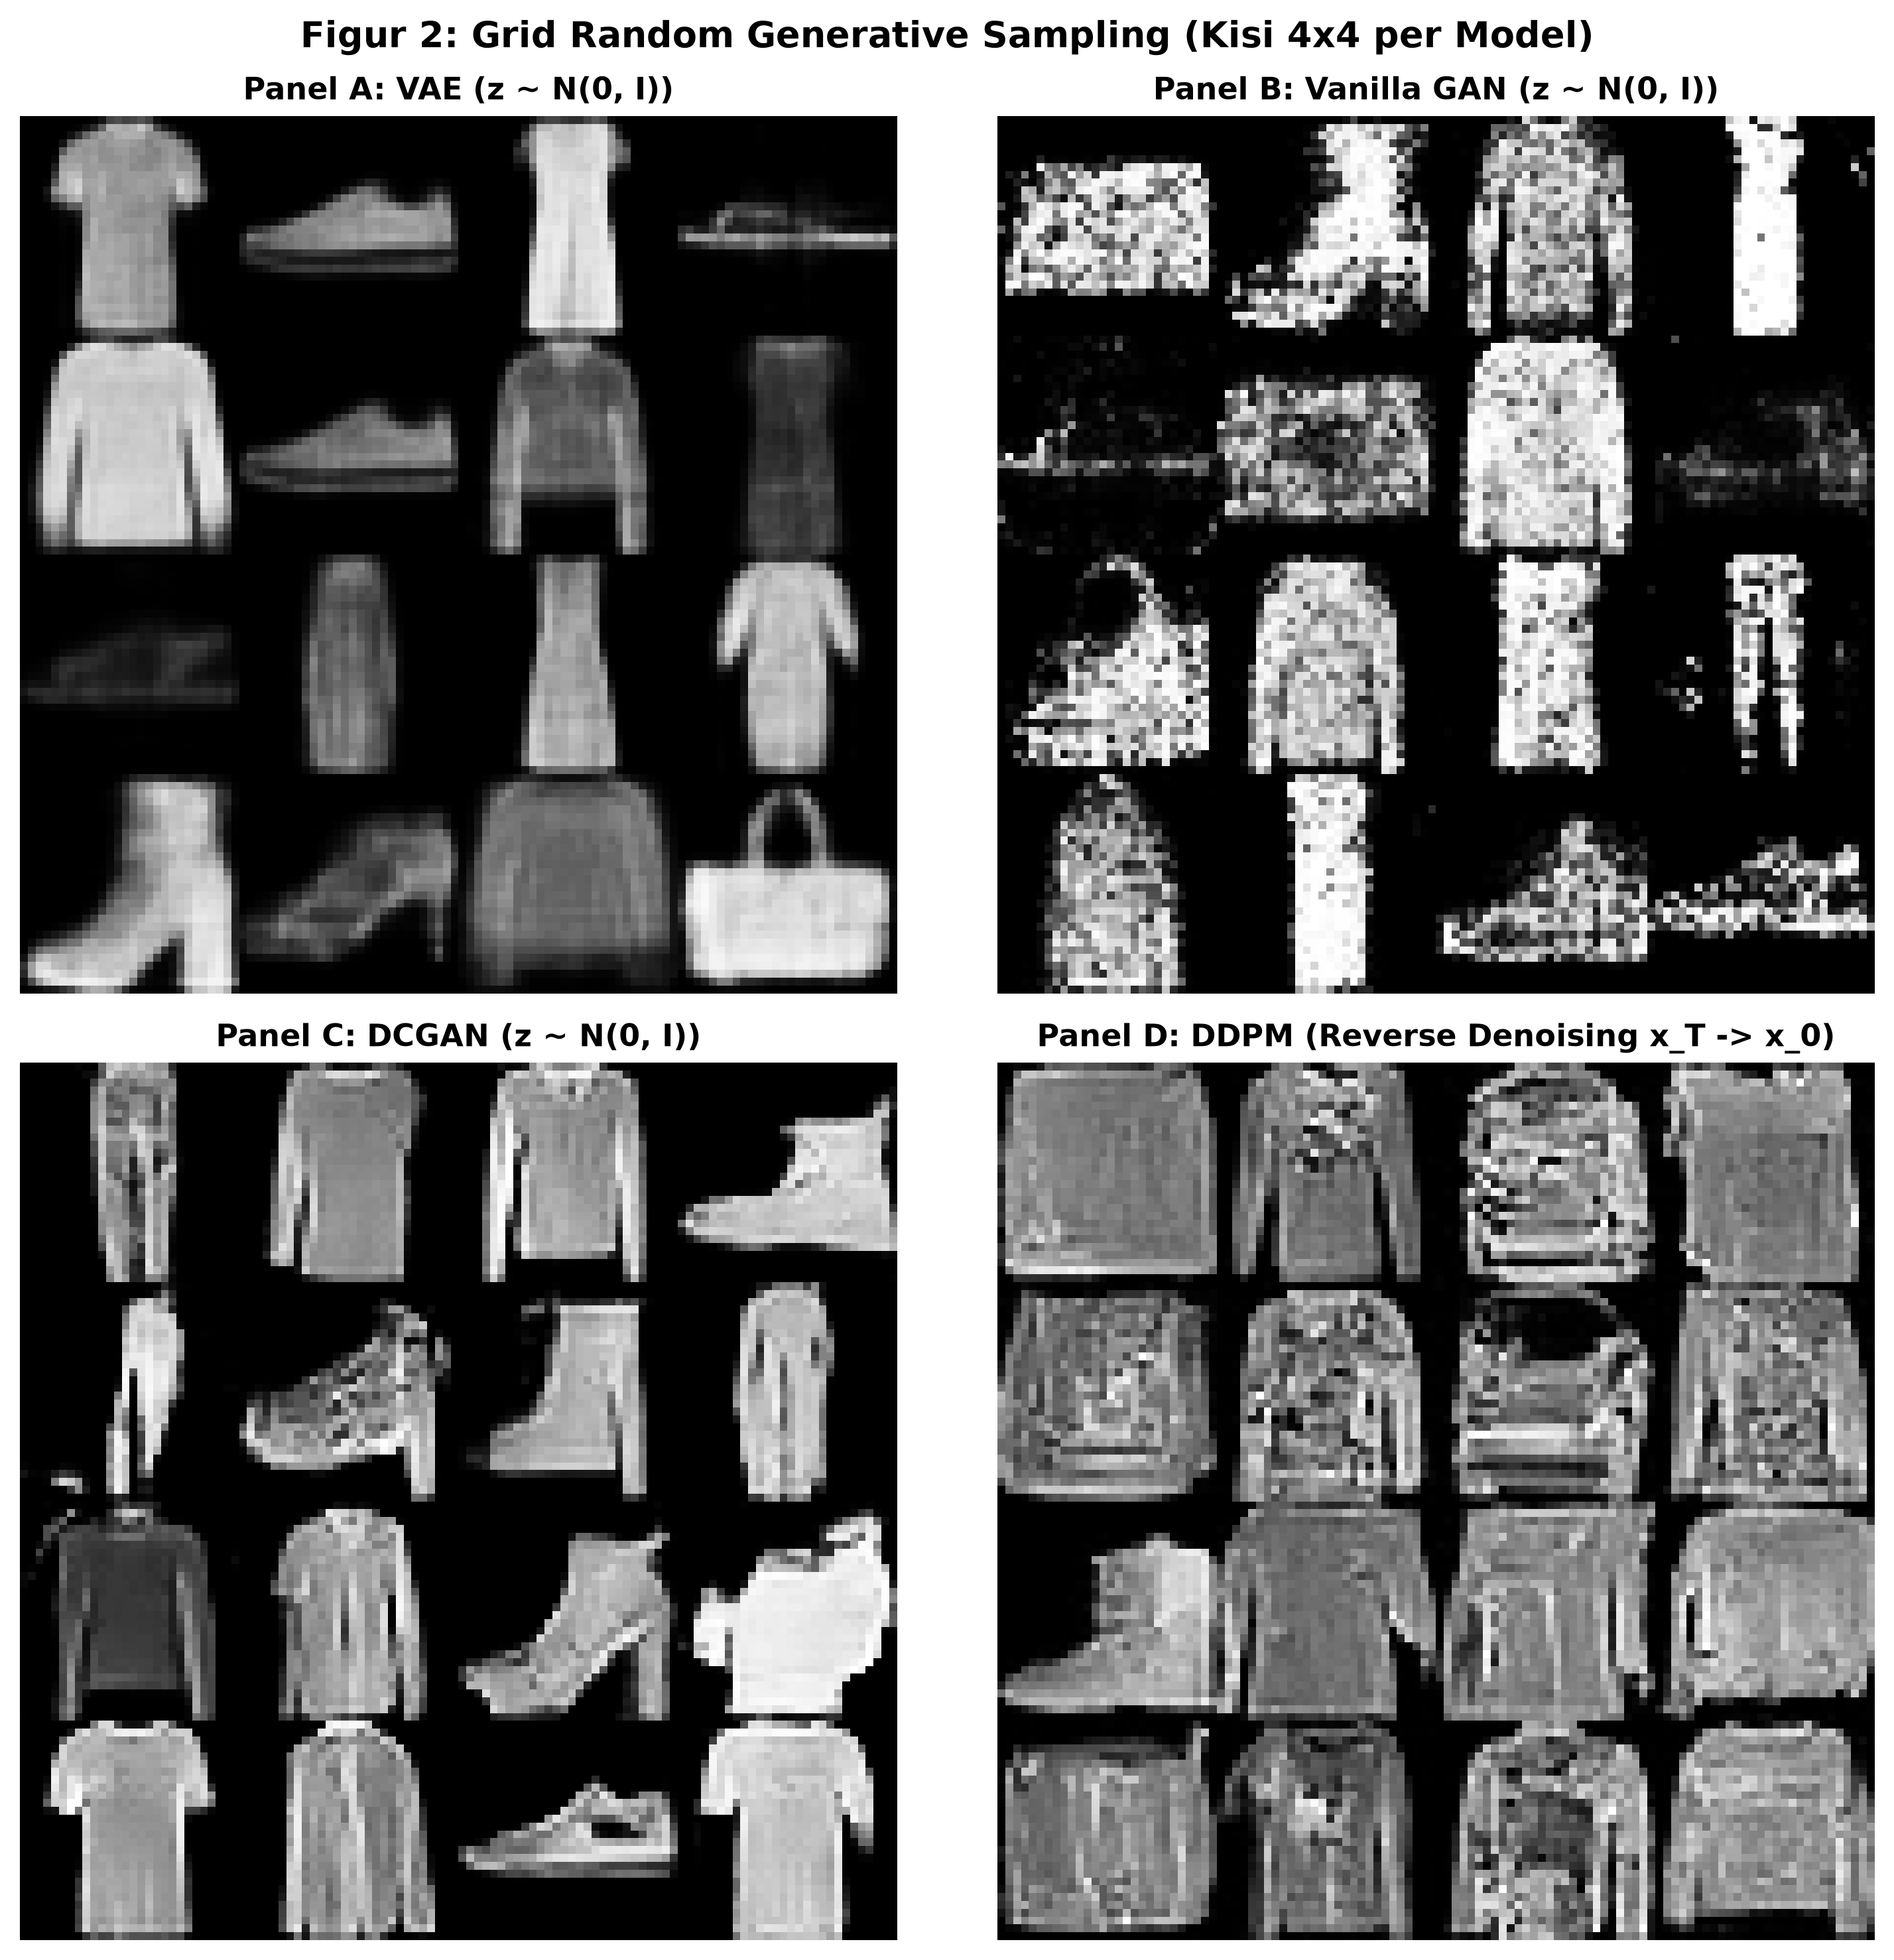 Figur 2: Grid Random Generative Sampling (Kisi 4x4 per Model)
Panel A: VAE (z ~ N(0, I))
Panel B: Vanilla GAN (z ~ N(0, I))
Panel C: DCGAN (z ~ N(0, I))
Panel D: DDPM (Reverse Denoising x_T -> x_0)